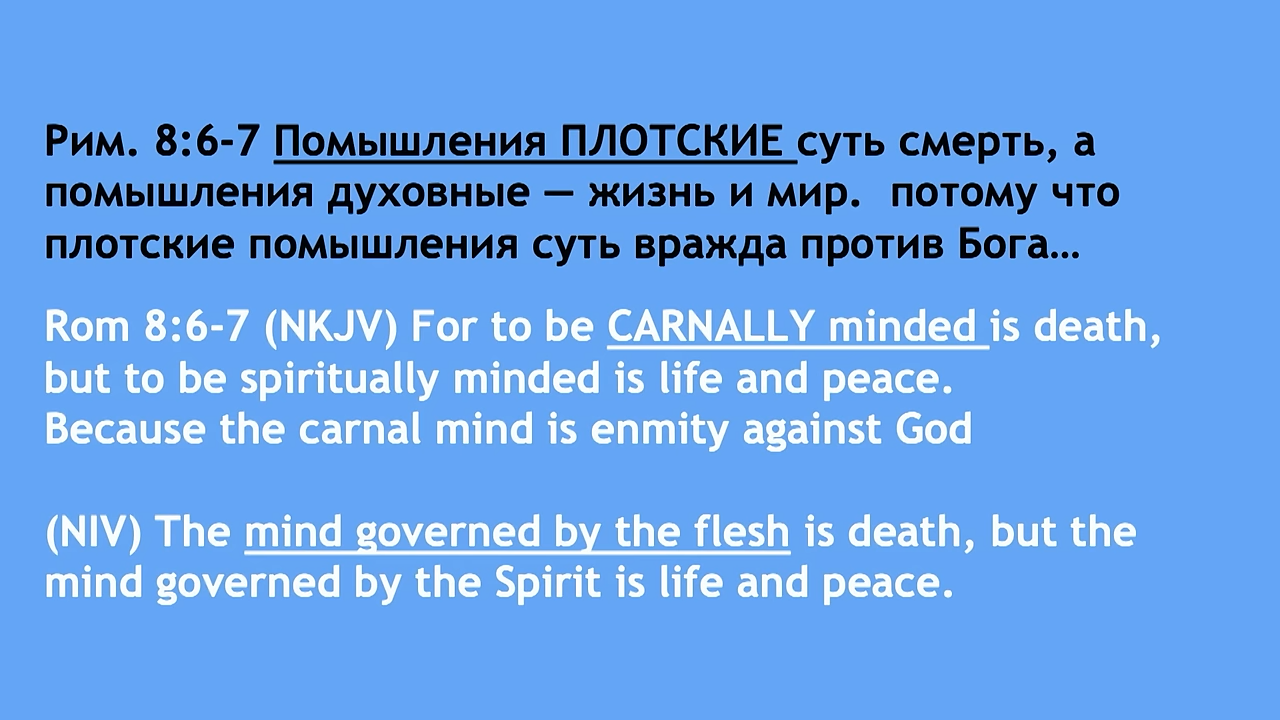 Рим. 8:6-7 Помышления ПЛОТСКИЕ суть смерть, а
помышления духовные — жизнь и мир.  потому что
плотские помышления суть вражда против Бога…
Rom 8:6-7 (NKJV) For to be CARNALLY minded is death,
but to be spiritually minded is life and peace.
Because the carnal mind is enmity against God
(NIV) The mind governed by the flesh is death, but the
mind governed by the Spirit is life and peace.